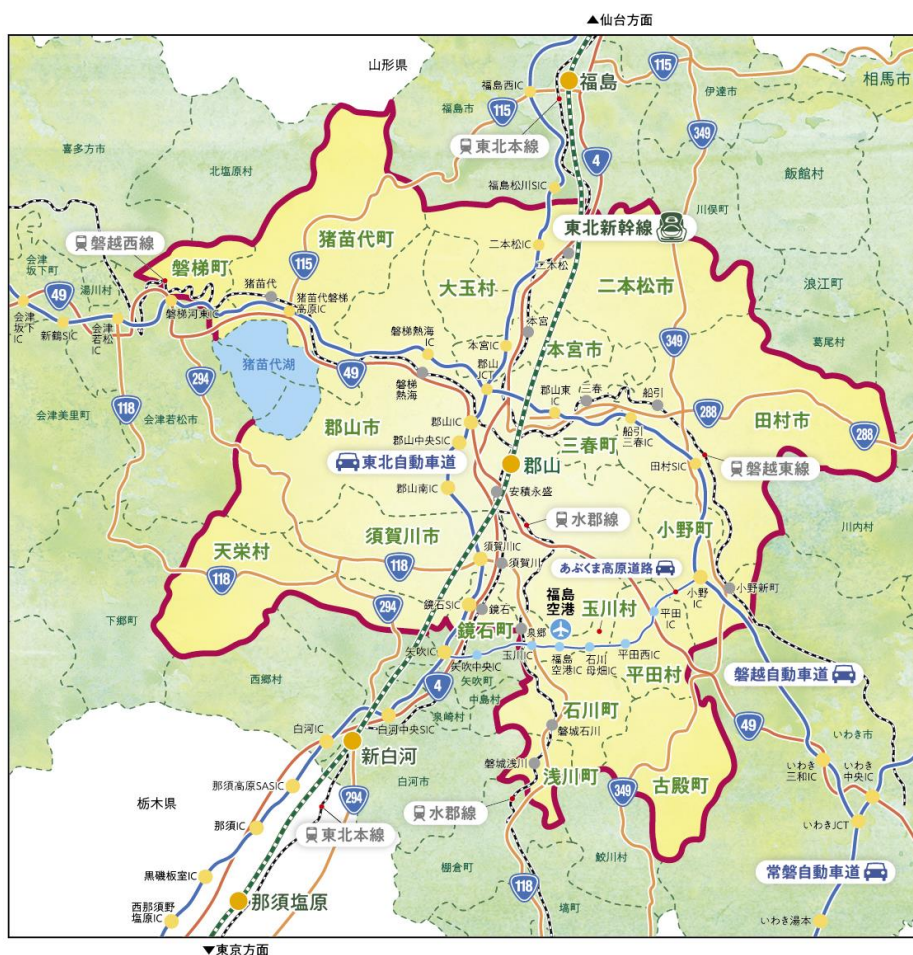 ▲仙台方面
山形県
福島西IC
福島
115
相馬市
伊達市
福島市
115
349
喜多方市
東北本線
4
北塩原村
飯舘村
福島松川SIC
川俣町
東北新幹線
磐越西線
猪苗代町
二本松IC
二本松
会津
坂下町
磐梯町
115
大玉村
二本松市
浪江町
湯川村
猪苗代
49
猪苗代磐梯
高原IC
会津
坂下
IC
新鶴SIC
会津
若松
IC
磐梯河東IC
磐梯熱海
IC
本宮
本宮IC
本宮市
349
葛尾村
猪苗代湖
49
郡山
JCT
294
磐梯
熱海
郡山東
IC
三春
船引
118
会津美里町
会津若松市
郡山市
郡山IC
288
田村市
288
郡山中央SIC
三春町
船引
三春IC
東北自動車道
郡山
田村SIC
磐越東線
郡山南IC
安積永盛
水郡線
小野町
川内村
天栄村
須賀川市
須賀川IC
118
118
須賀川
あぶくま高原道路
小野
IC
小野新町
294
鏡石SIC
鏡石
福島
空港
玉川村
平田
IC
下郷町
鏡石町
泉郷
矢吹IC
矢吹中央IC
玉川IC
福島
空港IC
石川
母畑IC
平田西IC
西郷村
4
矢吹町
中島村
平田村
磐越自動車道
泉崎村
石川町
白河IC
白河中央SIC
磐城石川
49
いわき市
新白河
いわき
三和IC
いわき
中央IC
那須高原SASIC
白河市
磐城浅川
浅川町
古殿町
栃木県
294
水郡線
349
那須IC
東北本線
いわきJCT
鮫川村
黒磯板室IC
棚倉町
常磐自動車道
118
那須塩原
塙町
西那須野
塩原IC
いわき湯本
▼東京方面